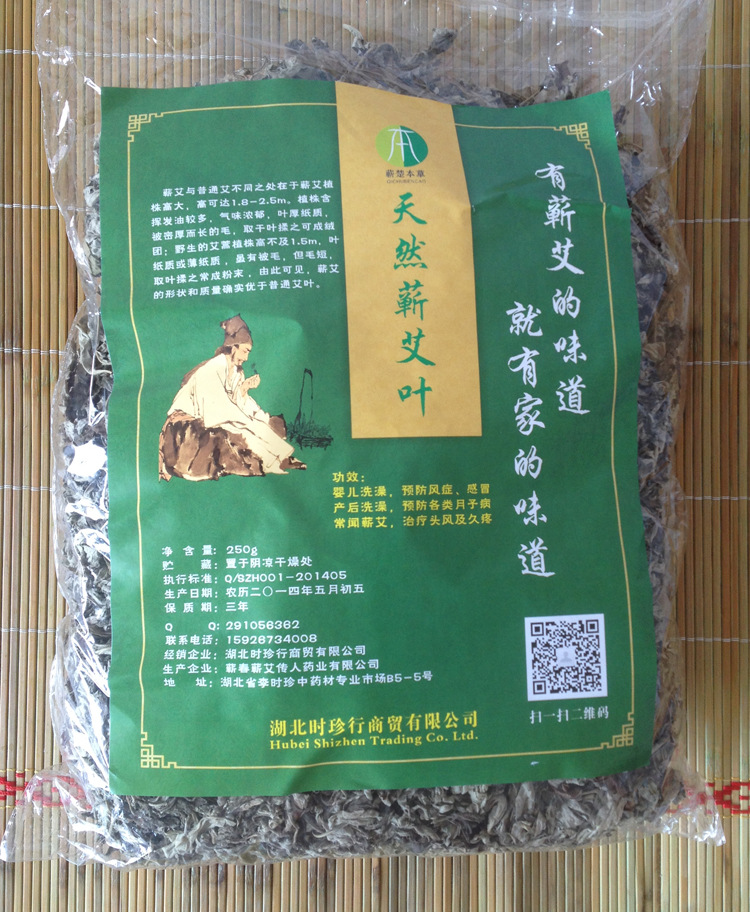 蕲楚本草
天然蕲艾叶
有蕲艾的味道
就有家的味道
蕲艾与普通艾不同之处在于蕲艾植
株高大，高可达1.8-2.5m。植株含
挥发油较多，气味浓郁，叶厚纸质，
被密厚而长的毛，取干叶揉之可成绒
团；野生的艾蒿植株高不及1.5m，叶
纸质或薄纸质，虽有被毛，但毛短，
取叶揉之常成粉末，由此可见，蕲艾
的形状和质量确实优于普通艾叶。
功效：
婴儿洗澡，预防风症、感冒
产后洗澡，预防各类月子病
常闻蕲艾，治疗头风及久疼
净含量：250g
贮藏：置于阴凉干燥处
执行标准：Q/BZH001-201405
生产日期：农历二〇一四年五月初五
保质期：三年
QQ：291056362
联系电话：15928734008
经销企业：湖北时珍行商贸有限公司
生产企业：蕲春蕲艾传人药业有限公司
地址：湖北省李时珍中药材专业市场B5-5号
扫一扫二维码
湖北时珍行商贸有限公司
Hubei Shizhen Trading Co. Ltd.